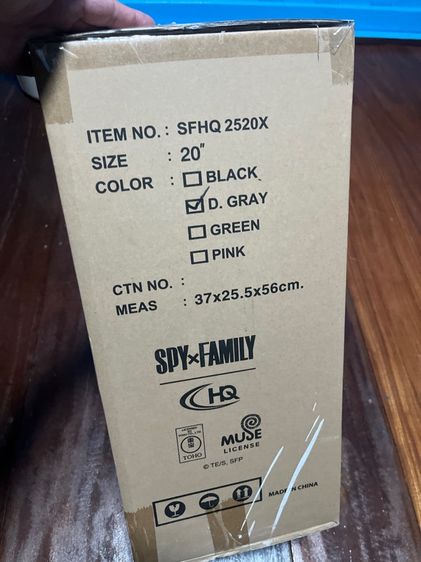 ITEM NO. : SFHQ 2520X
SIZE : 20"
COLOR : BLACK
D. GRAY
GREEN
PINK
CTN NO. :
MEAS : 37x25.5x56cm.
SPY×FAMILY
HQ
TOHO
MUSE
LICENSE
© TE/S, SFP
MADE IN CHINA